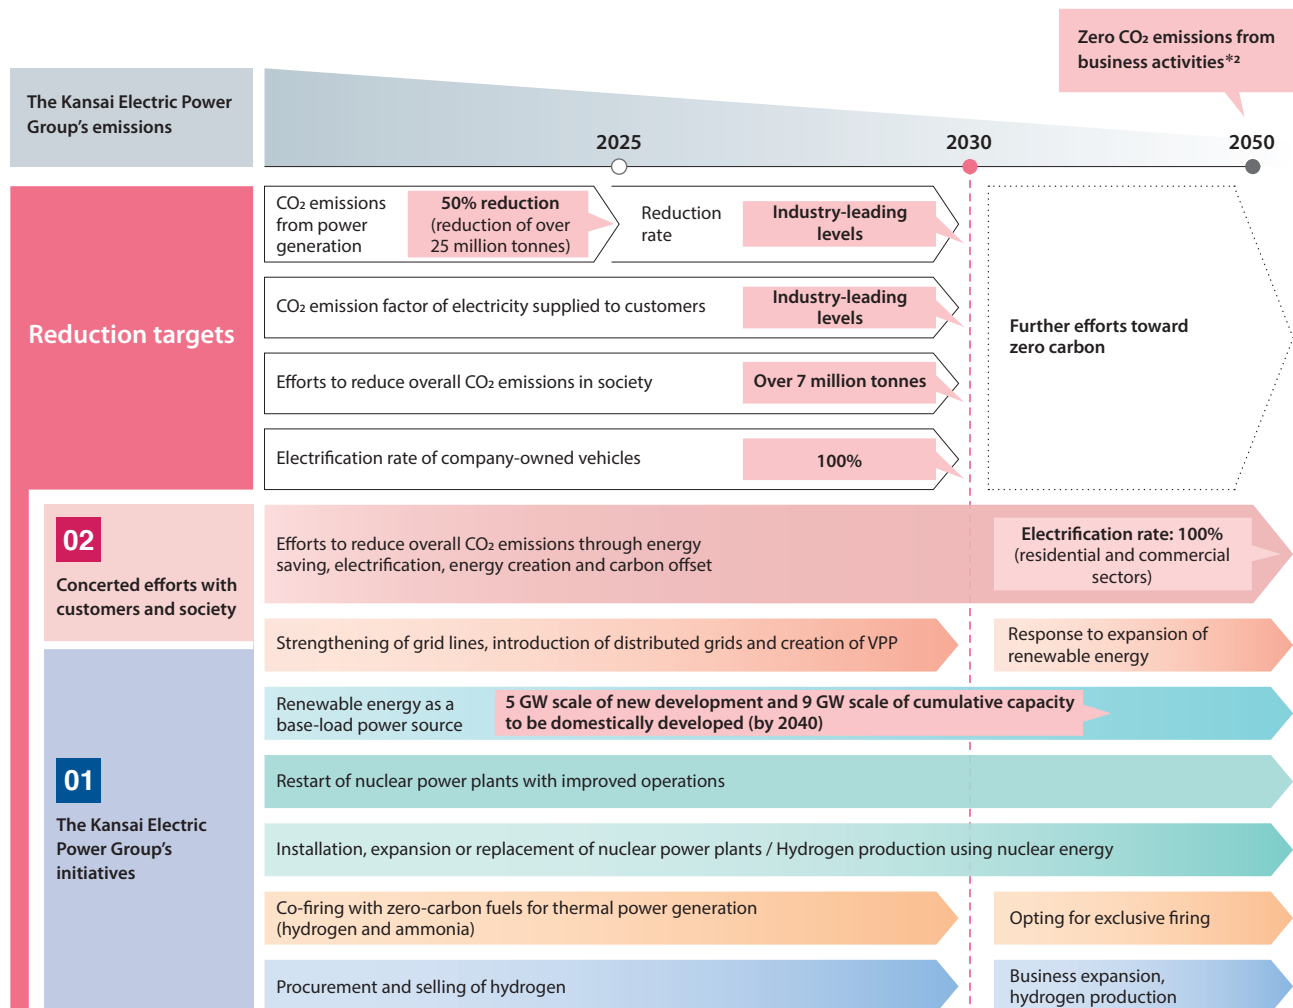 Zero CO₂ emissions from
business activities*²
The Kansai Electric Power
Group's emissions
2025
2030
2050
Reduction targets
CO₂ emissions
from power
generation
50% reduction
(reduction of over
25 million tonnes)
Reduction
rate
Industry-leading
levels
CO₂ emission factor of electricity supplied to customers
Industry-leading
levels
Efforts to reduce overall CO₂ emissions in society
Over 7 million tonnes
Electrification rate of company-owned vehicles
100%
Further efforts toward
zero carbon
02
Concerted efforts with
customers and society
Efforts to reduce overall CO₂ emissions through energy
saving, electrification, energy creation and carbon offset
Electrification rate: 100%
(residential and commercial
sectors)
Strengthening of grid lines, introduction of distributed grids and creation of VPP
Response to expansion of
renewable energy
01
The Kansai Electric
Power Group's
initiatives
Renewable energy as a
base-load power source
5 GW scale of new development and 9 GW scale of cumulative capacity
to be domestically developed (by 2040)
Restart of nuclear power plants with improved operations
Installation, expansion or replacement of nuclear power plants / Hydrogen production using nuclear energy
Co-firing with zero-carbon fuels for thermal power generation
(hydrogen and ammonia)
Opting for exclusive firing
Procurement and selling of hydrogen
Business expansion,
hydrogen production